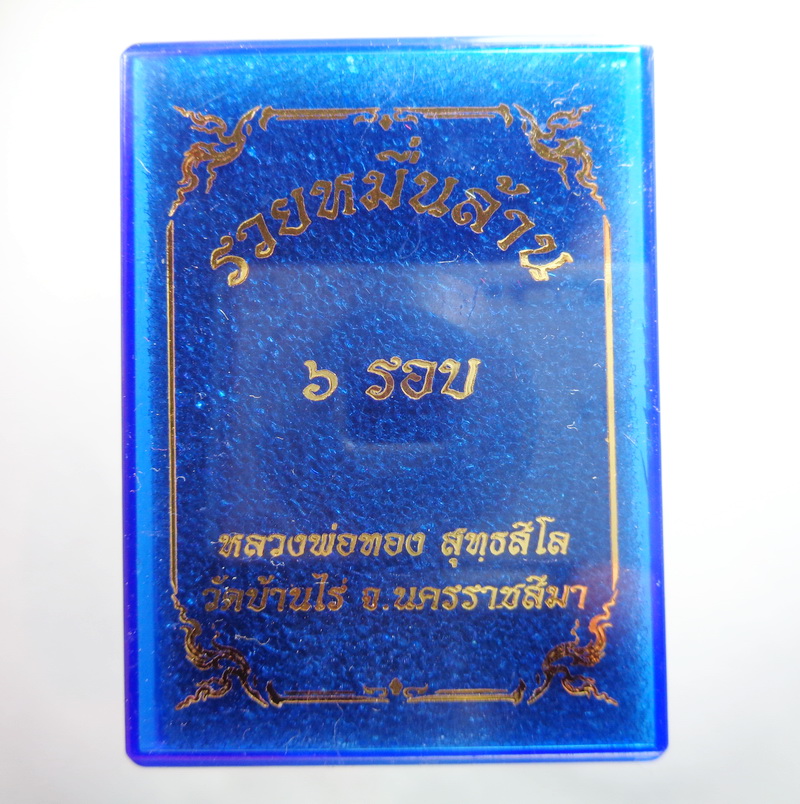 รวยหมื่นล้าน
๖ รอบ
หลวงพ่อทอง สุทฺธสีโล
วัดบ้านไร่ จ.นครราชสีมา